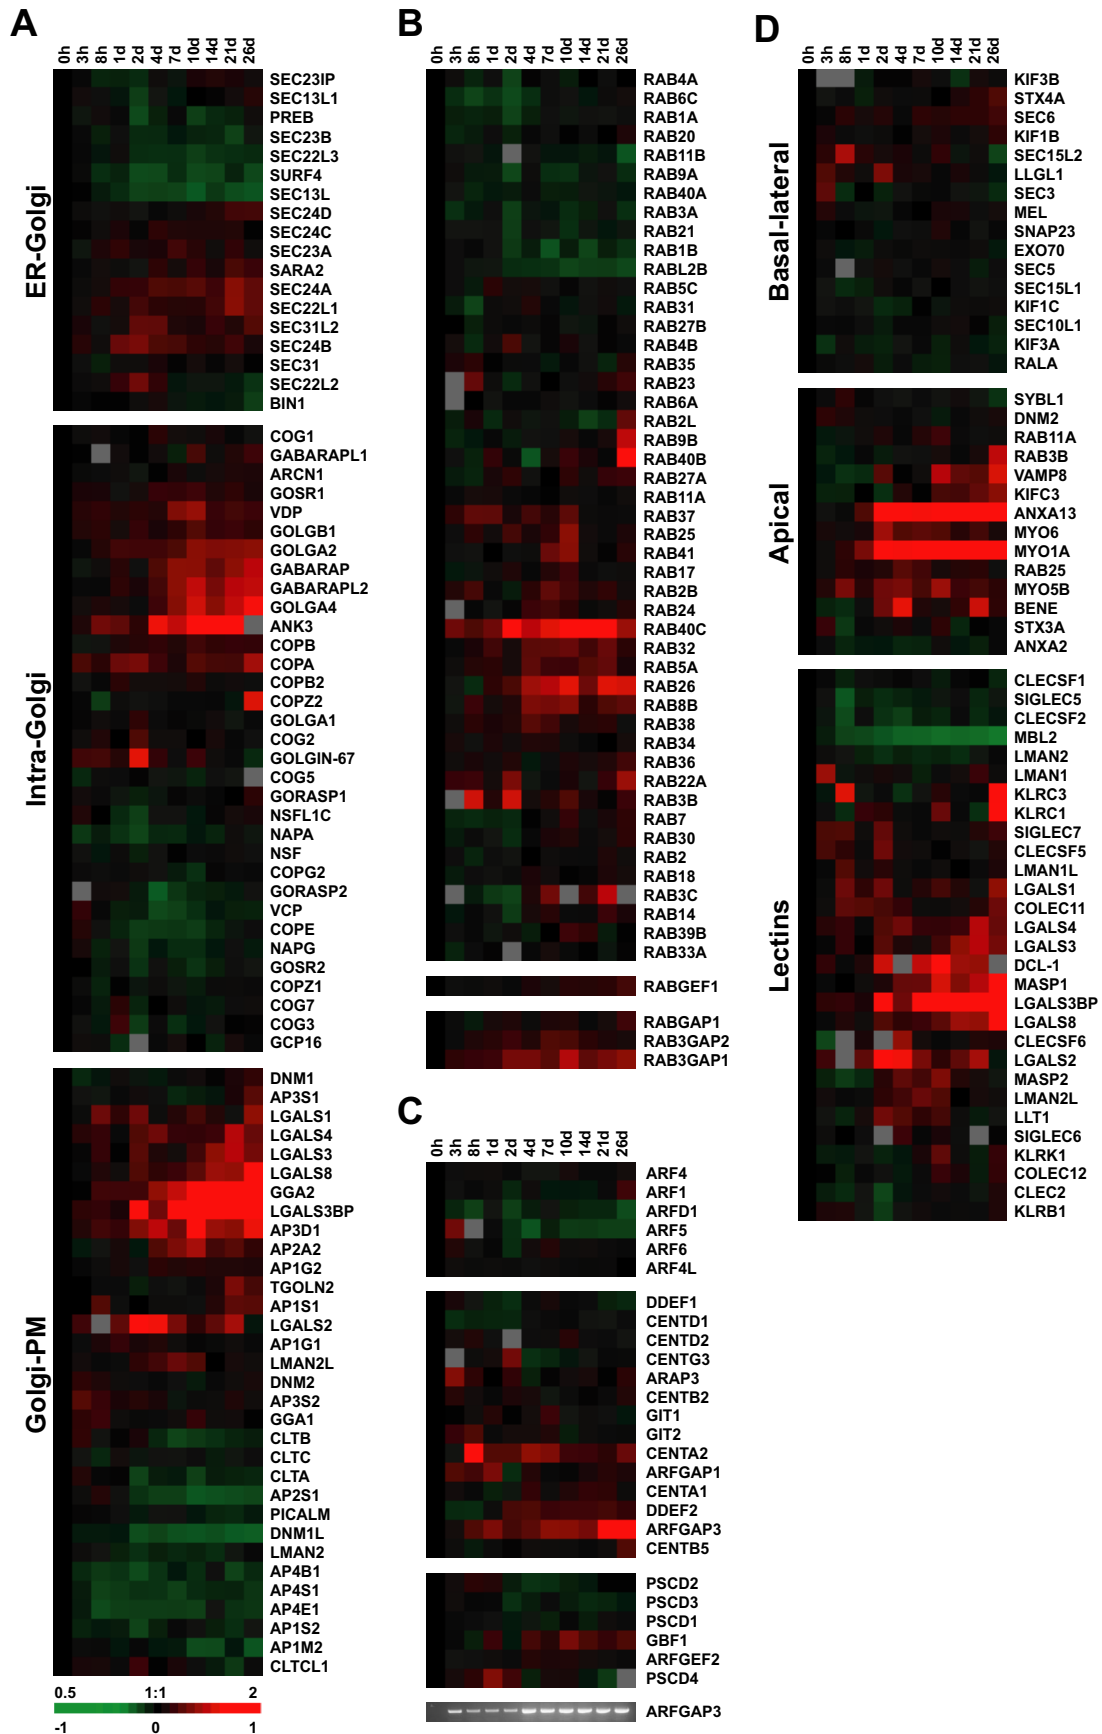 A
0h 3h 8h 1d 2d 4d 7d 10d 14d 21d 26d
ER-Golgi
SEC23IP
SEC13L1
PREB
SEC23B
SEC22L3
SURF4
SEC13L
SEC24D
SEC24C
SEC23A
SARA2
SEC24A
SEC22L1
SEC31L2
SEC24B
SEC31
SEC22L2
BIN1
Intra-Golgi
COG1
GABARAPL1
ARCN1
GOSR1
VDP
GOLGB1
GOLGA2
GABARAP
GABARAPL2
GOLGA4
ANK3
COPB
COPA
COPB2
COPZ2
GOLGA1
COG2
GOLGIN-67
COG5
GORASP1
NSFL1C
NAPA
NSF
COPG2
GORASP2
VCP
COPE
NAPG
GOSR2
COPZ1
COG7
COG3
GCP16
Golgi-PM
DNM1
AP3S1
LGALS1
LGALS4
LGALS3
LGALS8
GGA2
LGALS3BP
AP3D1
AP2A2
AP1G2
TGOLN2
AP1S1
LGALS2
AP1G1
LMAN2L
DNM2
AP3S2
GGA1
CLTB
CLTC
CLTA
AP2S1
PICALM
DNM1L
LMAN2
AP4B1
AP4S1
AP4E1
AP1S2
AP1M2
CLTCL1
0.5 1:1 2
-1 0 1
B
0h 3h 8h 1d 2d 4d 7d 10d 14d 21d 26d
RAB4A
RAB6C
RAB1A
RAB20
RAB11B
RAB9A
RAB40A
RAB3A
RAB21
RAB1B
RABL2B
RAB5C
RAB31
RAB27B
RAB4B
RAB35
RAB23
RAB6A
RAB2L
RAB9B
RAB40B
RAB27A
RAB11A
RAB37
RAB25
RAB41
RAB17
RAB2B
RAB24
RAB40C
RAB32
RAB5A
RAB26
RAB8B
RAB38
RAB34
RAB36
RAB22A
RAB3B
RAB7
RAB30
RAB2
RAB18
RAB3C
RAB14
RAB39B
RAB33A
RABGEF1
RABGAP1
RAB3GAP2
RAB3GAP1
C
0h 3h 8h 1d 2d 4d 7d 10d 14d 21d 26d
ARF4
ARF1
ARFD1
ARF5
ARF6
ARF4L
DDEF1
CENTD1
CENTD2
CENTG3
ARAP3
CENTB2
GIT1
GIT2
CENTA2
ARFGAP1
CENTA1
DDEF2
ARFGAP3
CENTB5
PSCD2
PSCD3
PSCD1
GBF1
ARFGEF2
PSCD4
ARFGAP3
D
0h 3h 8h 1d 2d 4d 7d 10d 14d 21d 26d
Basal-lateral
KIF3B
STX4A
SEC6
KIF1B
SEC15L2
LLGL1
SEC3
MEL
SNAP23
EXO70
SEC5
SEC15L1
KIF1C
SEC10L1
KIF3A
RALA
Apical
SYBL1
DNM2
RAB11A
RAB3B
VAMP8
KIFC3
ANXA13
MYO6
MYO1A
RAB25
MYO5B
BENE
STX3A
ANXA2
Lectins
CLECSF1
SIGLEC5
CLECSF2
MBL2
LMAN2
LMAN1
KLRC3
KLRC1
SIGLEC7
CLECSF5
LMAN1L
LGALS1
COLEC11
LGALS4
LGALS3
DCL-1
MASP1
LGALS3BP
LGALS8
CLECSF6
LGALS2
MASP2
LMAN2L
LLT1
SIGLEC6
KLRK1
COLEC12
CLEC2
KLRB1